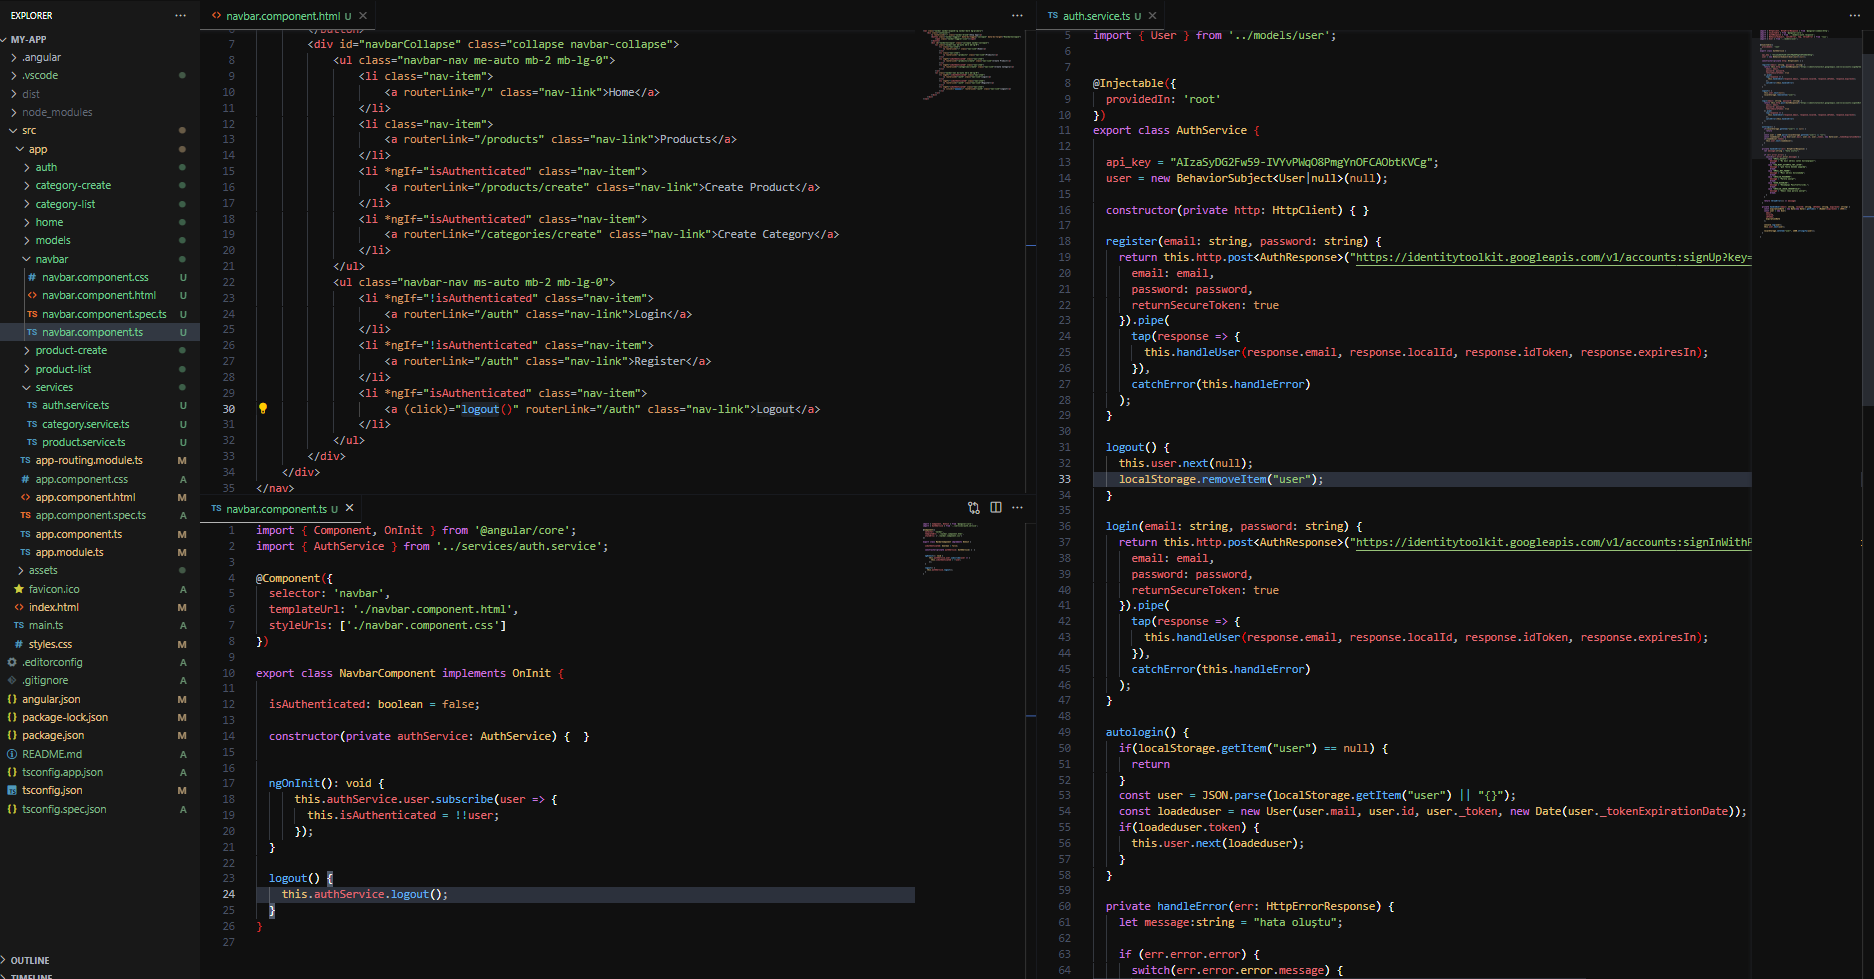 EXPLORER
MY-APP
.angular
.vscode
dist
node_modules
src
app
auth
category-create
category-list
home
models
navbar
navbar.component.css U
navbar.component.html U
navbar.component.spec.ts U
navbar.component.ts U
product-create
product-list
services
auth.service.ts U
category.service.ts U
product.service.ts U
app-routing.module.ts M
app.component.css A
app.component.html M
app.component.spec.ts A
app.component.ts M
app.module.ts M
assets
favicon.ico A
index.html M
main.ts A
styles.css M
.editorconfig A
.gitignore A
angular.json M
package-lock.json M
package.json M
README.md A
tsconfig.app.json A
tsconfig.json M
tsconfig.spec.json A
OUTLINE
TIMELINE
navbar.component.html U
</button>
7 <div id="navbarCollapse" class="collapse navbar-collapse">
8 <ul class="navbar-nav me-auto mb-2 mb-lg-0">
9 <li class="nav-item">
10 <a routerLink="/" class="nav-link">Home</a>
11 </li>
12 <li class="nav-item">
13 <a routerLink="/products" class="nav-link">Products</a>
14 </li>
15 <li *ngIf="isAuthenticated" class="nav-item">
16 <a routerLink="/products/create" class="nav-link">Create Product</a>
17 </li>
18 <li *ngIf="isAuthenticated" class="nav-item">
19 <a routerLink="/categories/create" class="nav-link">Create Category</a>
20 </li>
21 </ul>
22 <ul class="navbar-nav ms-auto mb-2 mb-lg-0">
23 <li *ngIf="!isAuthenticated" class="nav-item">
24 <a routerLink="/auth" class="nav-link">Login</a>
25 </li>
26 <li *ngIf="!isAuthenticated" class="nav-item">
27 <a routerLink="/auth" class="nav-link">Register</a>
28 </li>
29 <li *ngIf="isAuthenticated" class="nav-item">
30 <a (click)="logout()" routerLink="/auth" class="nav-link">Logout</a>
31 </li>
32 </ul>
33 </div>
34 </div>
35 </nav>
TS navbar.component.ts U
1 import { Component, OnInit } from '@angular/core';
2 import { AuthService } from '../services/auth.service';
3
4 @Component({
5 selector: 'navbar',
6 templateUrl: './navbar.component.html',
7 styleUrls: ['./navbar.component.css']
8 })
9
10 export class NavbarComponent implements OnInit {
11
12 isAuthenticated: boolean = false;
13
14 constructor(private authService: AuthService) { }
15
16
17 ngOnInit(): void {
18 this.authService.user.subscribe(user => {
19 this.isAuthenticated = !!user;
20 });
21 }
22
23 logout() {
24 this.authService.logout();
25 }
26 }
27
TS auth.service.ts U
5 import { User } from '../models/user';
6
7
8 @Injectable({
9 providedIn: 'root'
10 })
11 export class AuthService {
12
13 api_key = "AIzaSyDG2Fw59-IVYvPWqO8PmgYnOFCAObtKVCg";
14 user = new BehaviorSubject<User|null>(null);
15
16 constructor(private http: HttpClient) { }
17
18 register(email: string, password: string) {
19 return this.http.post<AuthResponse>("https://identitytoolkit.googleapis.com/v1/accounts:signUp?key=
20 email: email,
21 password: password,
22 returnSecureToken: true
23 }).pipe(
24 tap(response => {
25 this.handleUser(response.email, response.localId, response.idToken, response.expiresIn);
26 }),
27 catchError(this.handleError)
28 );
29 }
30
31 logout() {
32 this.user.next(null);
33 localStorage.removeItem("user");
34 }
35
36 login(email: string, password: string) {
37 return this.http.post<AuthResponse>("https://identitytoolkit.googleapis.com/v1/accounts:signInWithP
38 email: email,
39 password: password,
40 returnSecureToken: true
41 }).pipe(
42 tap(response => {
43 this.handleUser(response.email, response.localId, response.idToken, response.expiresIn);
44 }),
45 catchError(this.handleError)
46 );
47 }
48
49 autologin() {
50 if(localStorage.getItem("user") == null) {
51 return
52 }
53 const user = JSON.parse(localStorage.getItem("user") || "{}");
54 const loadeduser = new User(user.mail, user.id, user._token, new Date(user._tokenExpirationDate));
55 if(loadeduser.token) {
56 this.user.next(loadeduser);
57 }
58 }
59
60 private handleError(err: HttpErrorResponse) {
61 let message:string = "hata oluştu";
62
63 if (err.error.error) {
64 switch(err.error.error.message) {